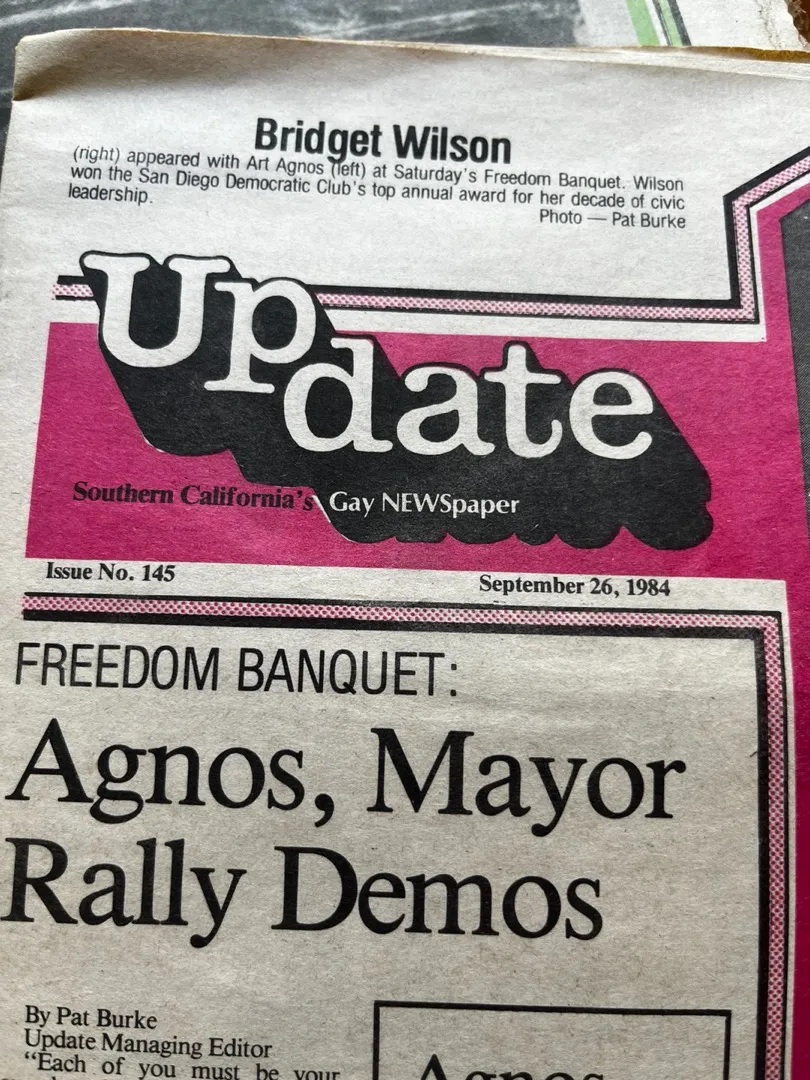 Bridget Wilson
(right) appeared with Art Agnos (left) at Saturday's Freedom Banquet. Wilson
won the San Diego Democratic Club's top annual award for her decade of civic
leadership.
Photo — Pat Burke
Update
Southern California's Gay NEWSpaper
Issue No. 145
September 26, 1984
FREEDOM BANQUET:
Agnos, Mayor
Rally Demos
By Pat Burke
Update Managing Editor
"Each of you must be your
Agnos